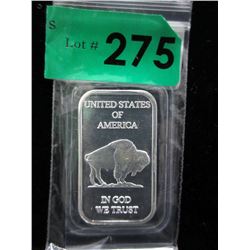 S
Lot # 275
UNITED STATES
OF
AMERICA
IN GOD
WE TRUST